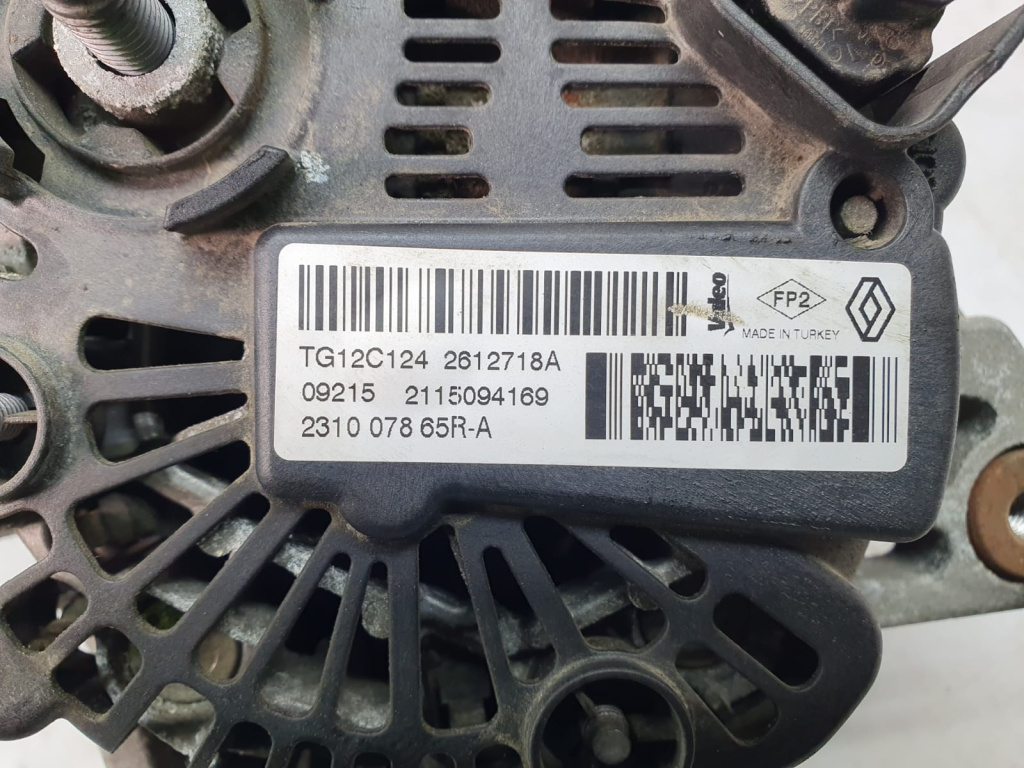 Valeo
FP2
MADE IN TURKEY
TG12C124 2612718A
09215 2115094169
2310 078 65R-A